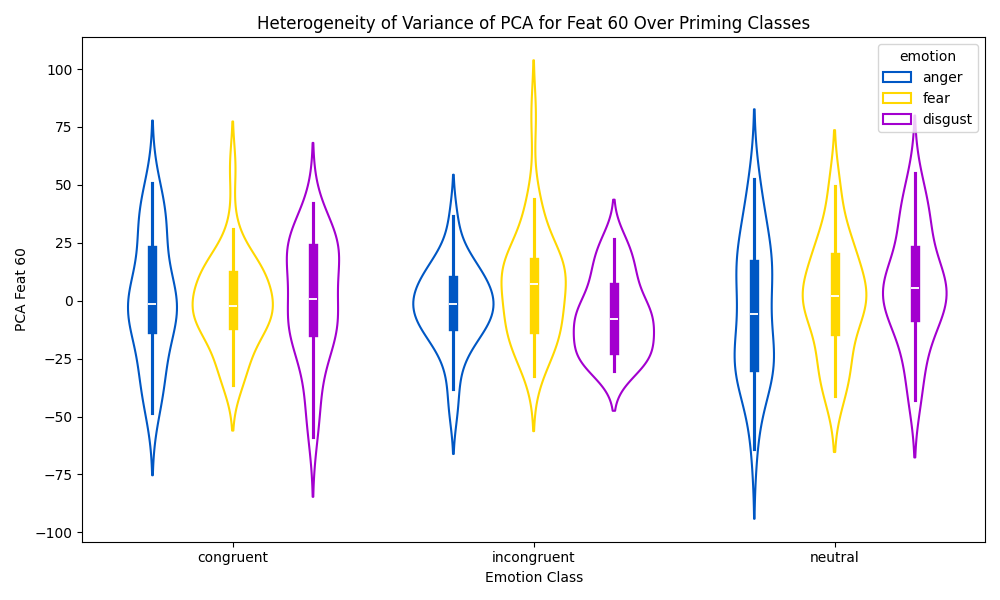 Heterogeneity of Variance of PCA for Feat 60 Over Priming Classes
emotion
anger
fear
disgust
PCA Feat 60
100
75
50
25
0
−25
−50
−75
−100
congruent
incongruent
neutral
Emotion Class